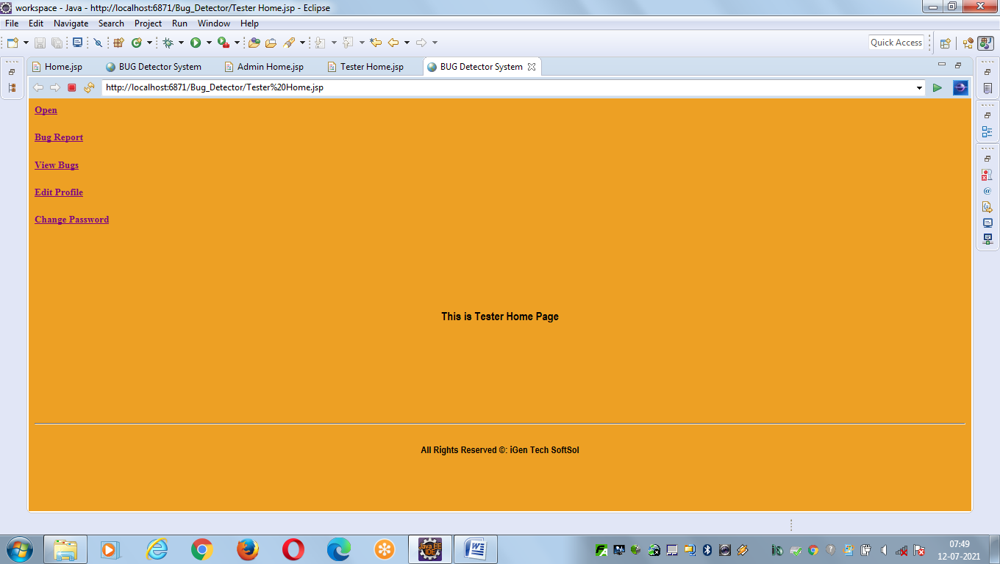 workspace - Java - http://localhost:6871/Bug_Detector/Tester Home.jsp - Eclipse
File Edit Navigate Search Project Run Window Help
Quick Access
Home.jsp BUG Detector System Admin Home.jsp Tester Home.jsp BUG Detector System
http://localhost:6871/Bug_Detector/Tester%20Home.jsp
Open
Bug Report
View Bugs
Edit Profile
Change Password
This is Tester Home Page
All Rights Reserved ©: iGen Tech SoftSol
Java EE
IDE
07:49
12-07-2021